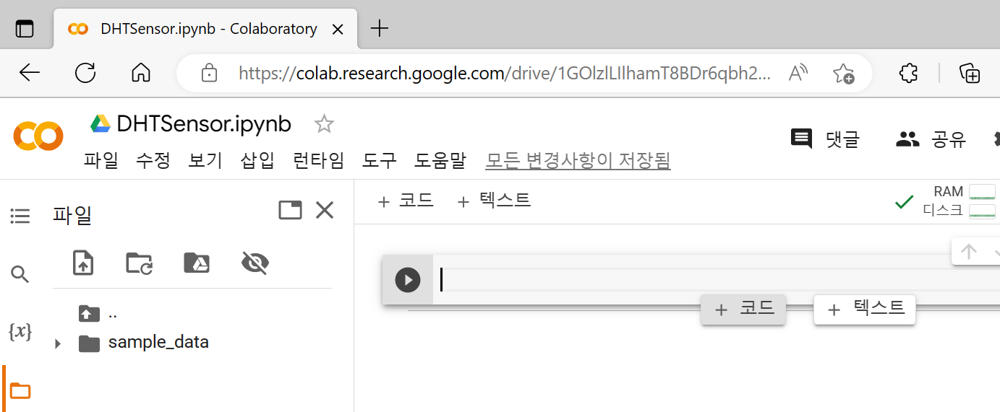 DHTSensor.ipynb - Colaboratory
https://colab.research.google.com/drive/1GOlzlLIlhamT8BDr6qbh2...
DHTSensor.ipynb
댓글 공유
파일 수정 보기 삽입 런타임 도구 도움말 모든 변경사항이 저장됨
파일
+ 코드 + 텍스트
RAM
디스크
{x}
..
sample_data
+ 코드 + 텍스트